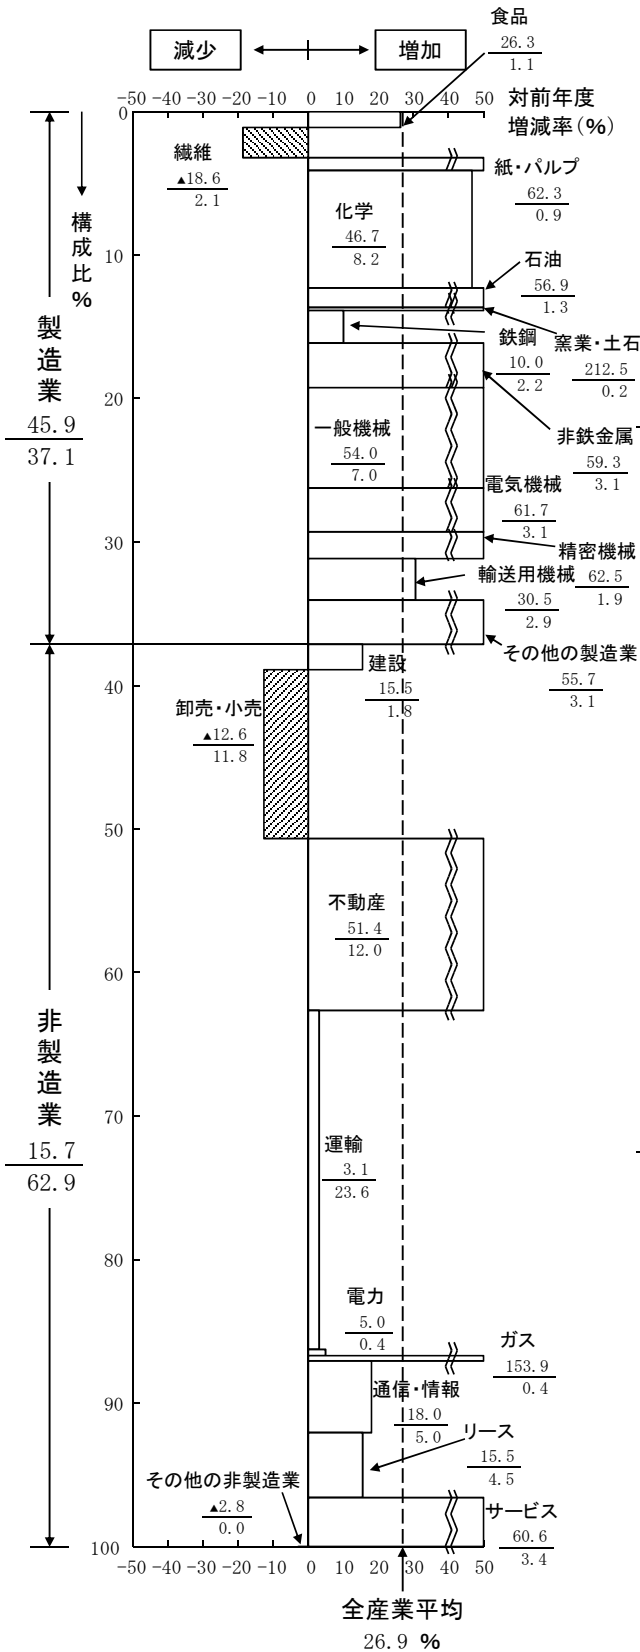 食品
26.3
1.1
減少
増加
-50 -40 -30 -20 -10 0 10 20 30 40 50
対前年度
増減率(%)
0
10
20
30
40
50
60
70
80
90
100
構成比%
製造業
45.9
37.1
非製造業
15.7
62.9
繊維
▲18.6
2.1
紙・パルプ
62.3
0.9
化学
46.7
8.2
石油
56.9
1.3
窯業・土石
212.5
0.2
鉄鋼
10.0
2.2
非鉄金属
59.3
3.1
一般機械
54.0
7.0
電気機械
61.7
3.1
精密機械
62.5
1.9
輸送用機械
30.5
2.9
その他の製造業
55.7
3.1
建設
15.5
1.8
卸売・小売
▲12.6
11.8
不動産
51.4
12.0
運輸
3.1
23.6
電力
5.0
0.4
ガス
153.9
0.4
通信・情報
18.0
5.0
リース
15.5
4.5
その他の非製造業
▲2.8
0.0
サービス
60.6
3.4
-50 -40 -30 -20 -10 0 10 20 30 40 50
全産業平均
26.9 %